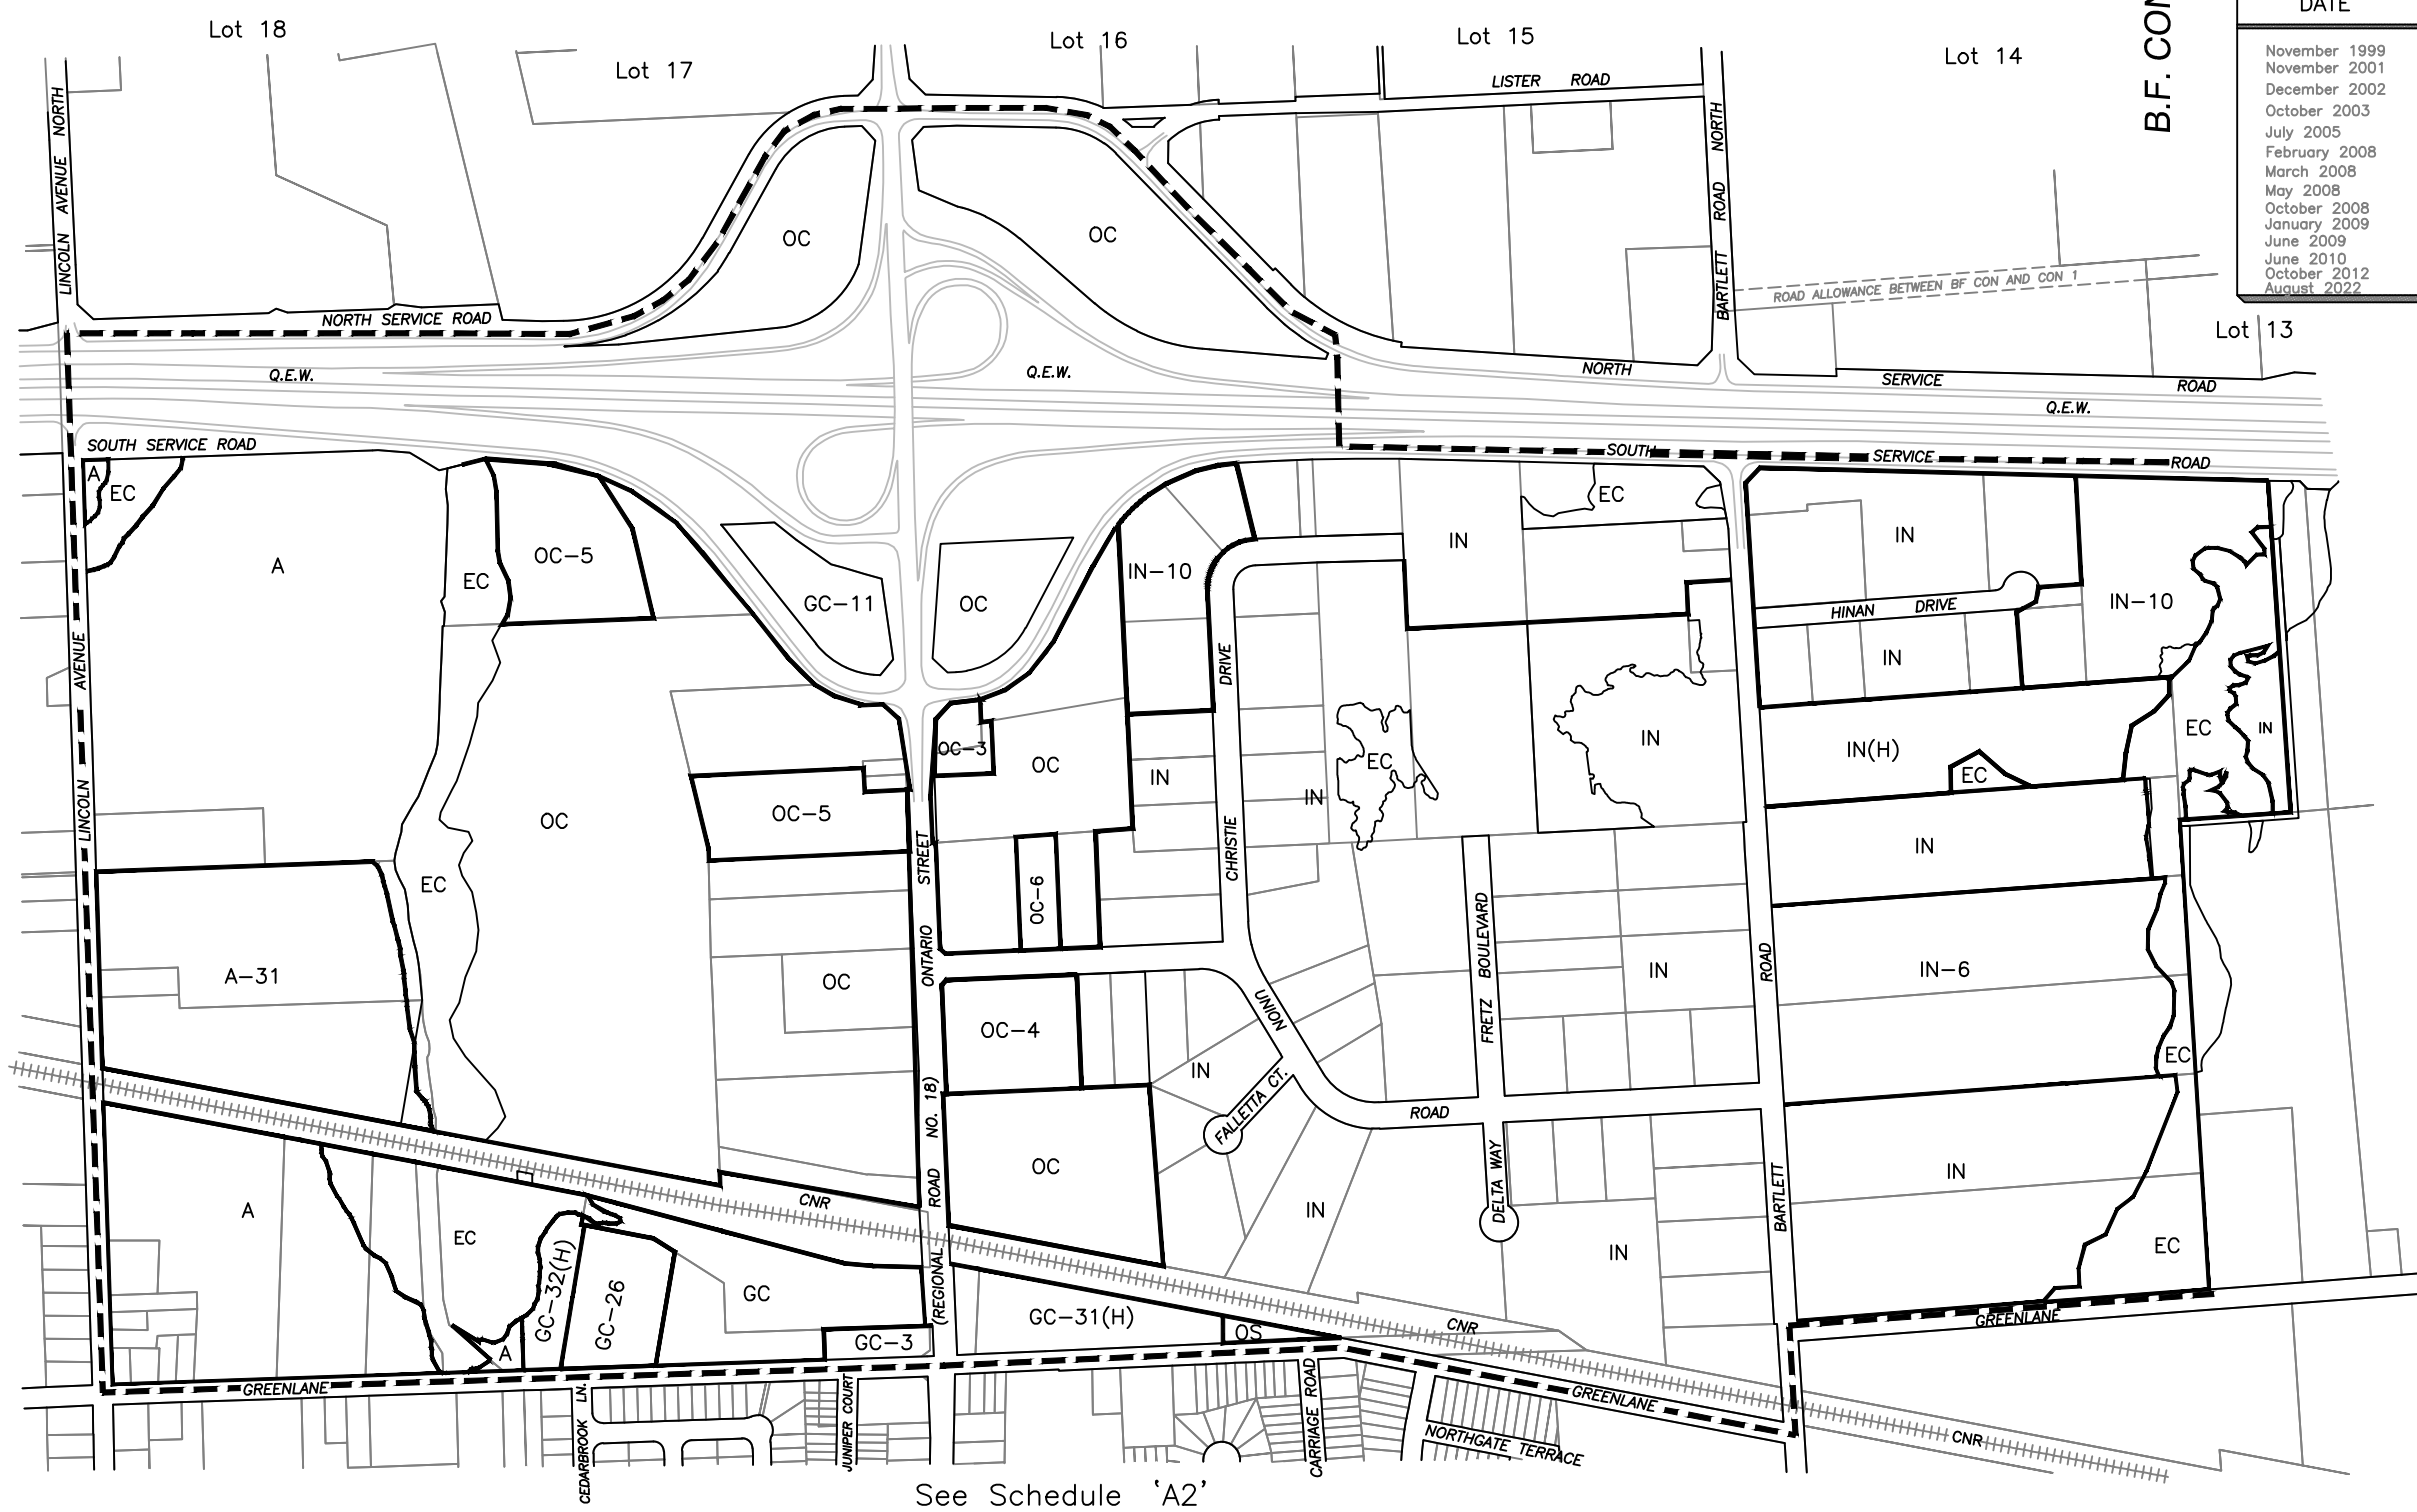 DATE
B.F. CON
November 1999
November 2001
December 2002
October 2003
July 2005
February 2008
March 2008
May 2008
October 2008
January 2009
June 2009
June 2010
October 2012
August 2022
Lot 18
Lot 17
Lot 16
Lot 15
Lot 14
Lot 13
LISTER ROAD
LINCOLN AVENUE NORTH
BARTLETT ROAD NORTH
OC
OC
ROAD ALLOWANCE BETWEEN BF CON AND CON 1
NORTH SERVICE ROAD
Q.E.W.
Q.E.W.
NORTH SERVICE ROAD
Q.E.W.
SOUTH SERVICE ROAD
SOUTH SERVICE ROAD
A
EC
A
EC
OC-5
GC-11
OC
IN-10
IN
EC
IN
IN-10
HINAN DRIVE
IN
LINCOLN AVENUE
OC-3
OC
IN
IN
EC
IN
IN(H)
EC
EC
IN
OC
OC-5
IN
EC
OC-6
CHRISTIE DRIVE
A-31
OC
ONTARIO STREET
(REGIONAL ROAD NO. 18)
OC-4
UNION ROAD
FRETZ BOULEVARD
IN
BARTLETT ROAD
IN-6
EC
IN
FALLETTA CT.
OC
DELTA WAY
IN
IN
IN
EC
CNR
A
EC
GC-32(H)
GC-26
GC
GC-3
GC-31(H)
OS
A
CNR
GREENLANE
GREENLANE
GREENLANE
CEDARBROOK LN.
JUNIPER COURT
CARRIAGE ROAD
NORTHGATE TERRACE
CNR
See Schedule 'A2'